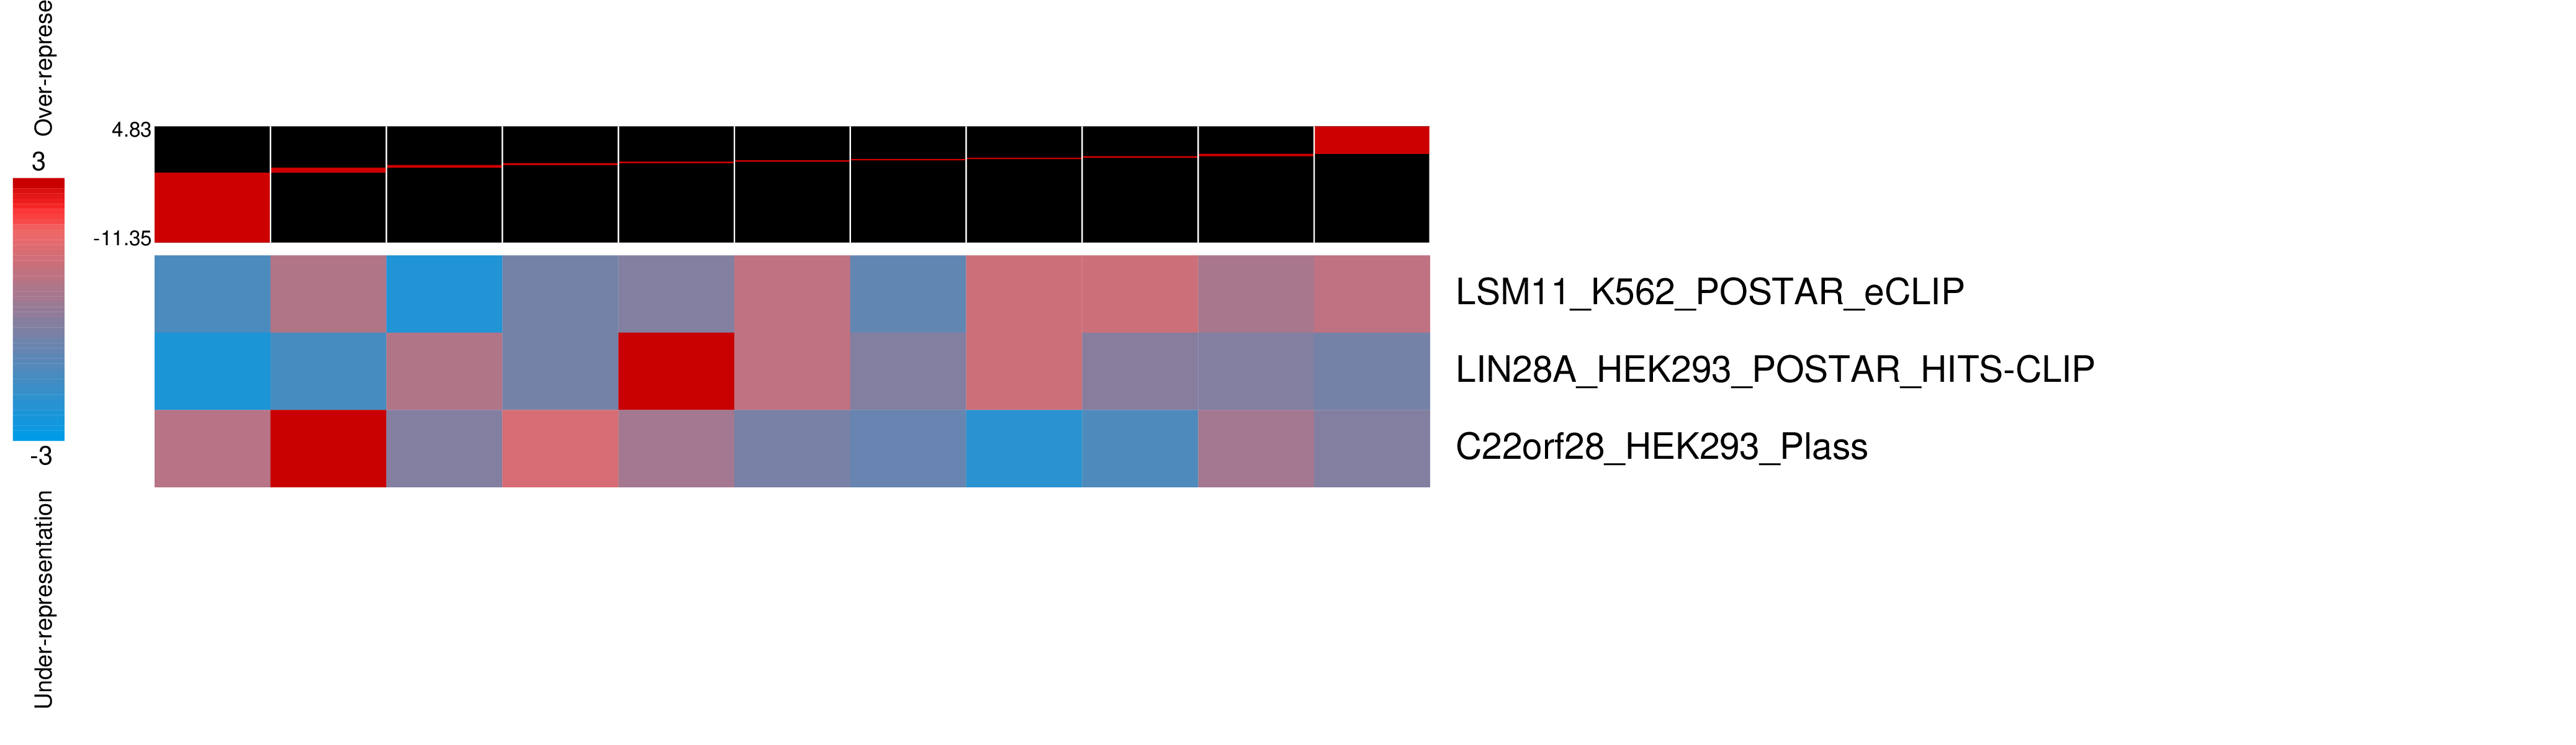 Over-represe
4.83
3
-11.35
LSM11_K562_POSTAR_eCLIP
LIN28A_HEK293_POSTAR_HITS-CLIP
C22orf28_HEK293_Plass
-3
Under-representation